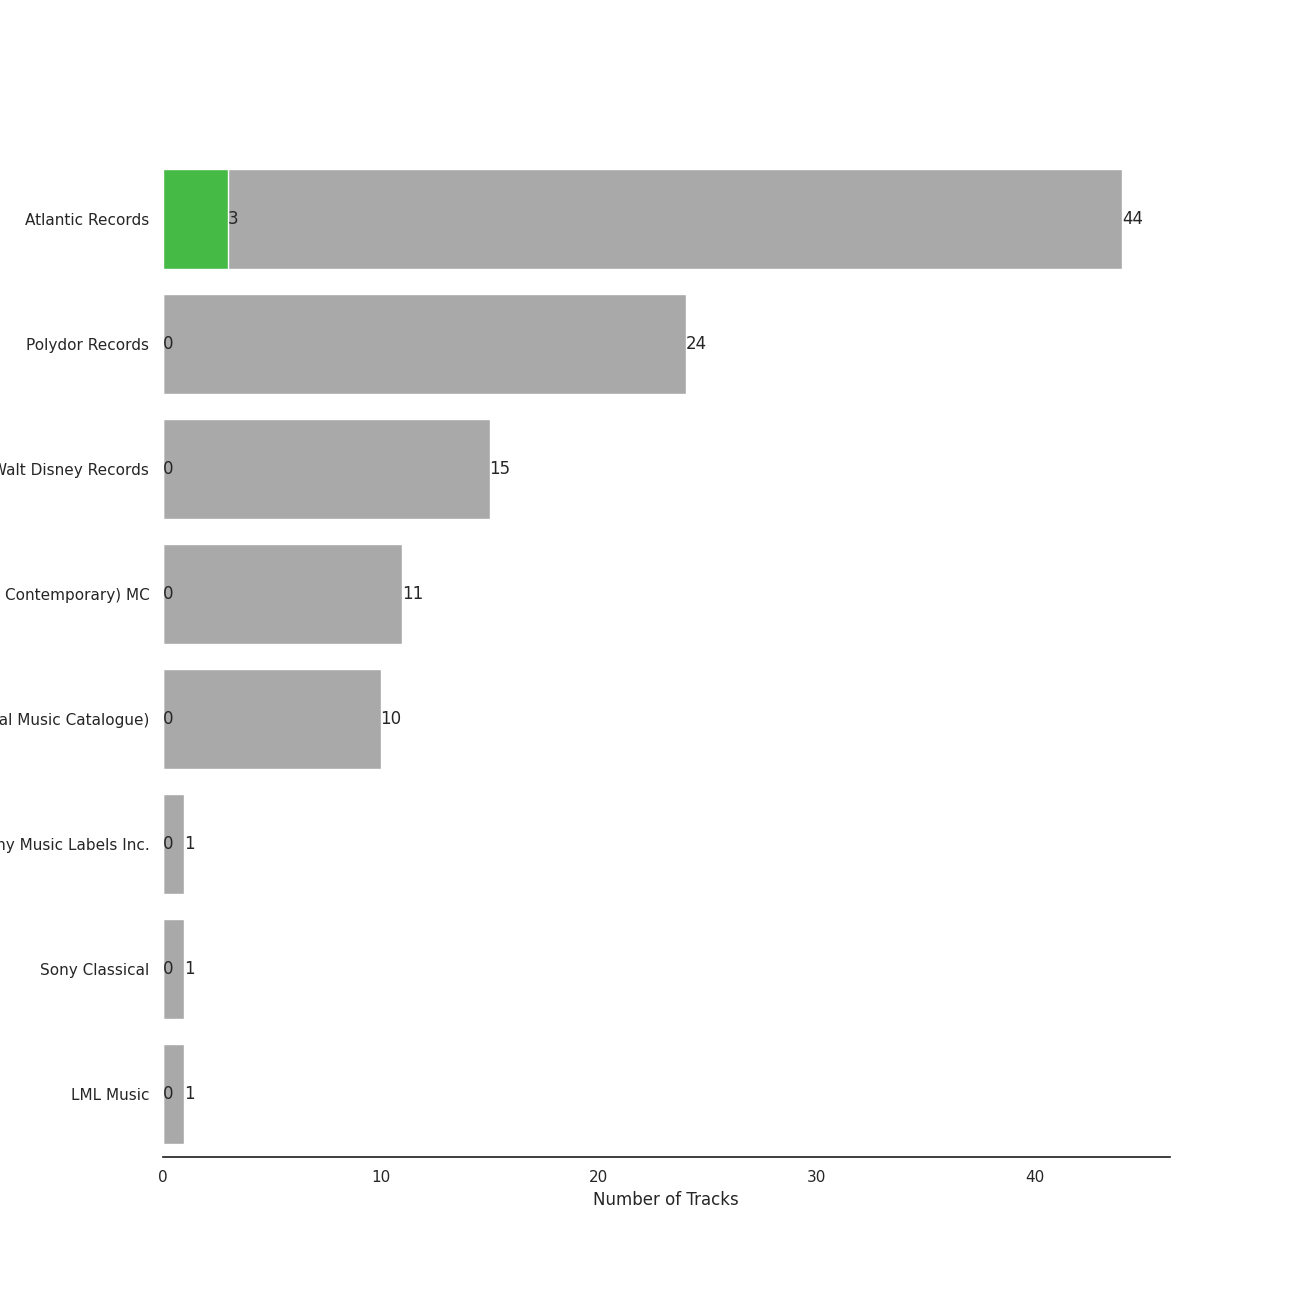 Atlantic Records 3 44
Polydor Records 0 24
Walt Disney Records 0 15
Contemporary) MC 0 11
Music Catalogue) 0 10
Music Labels Inc. 0 1
Sony Classical 0 1
LML Music 0 1
0 10 20 30 40
Number of Tracks